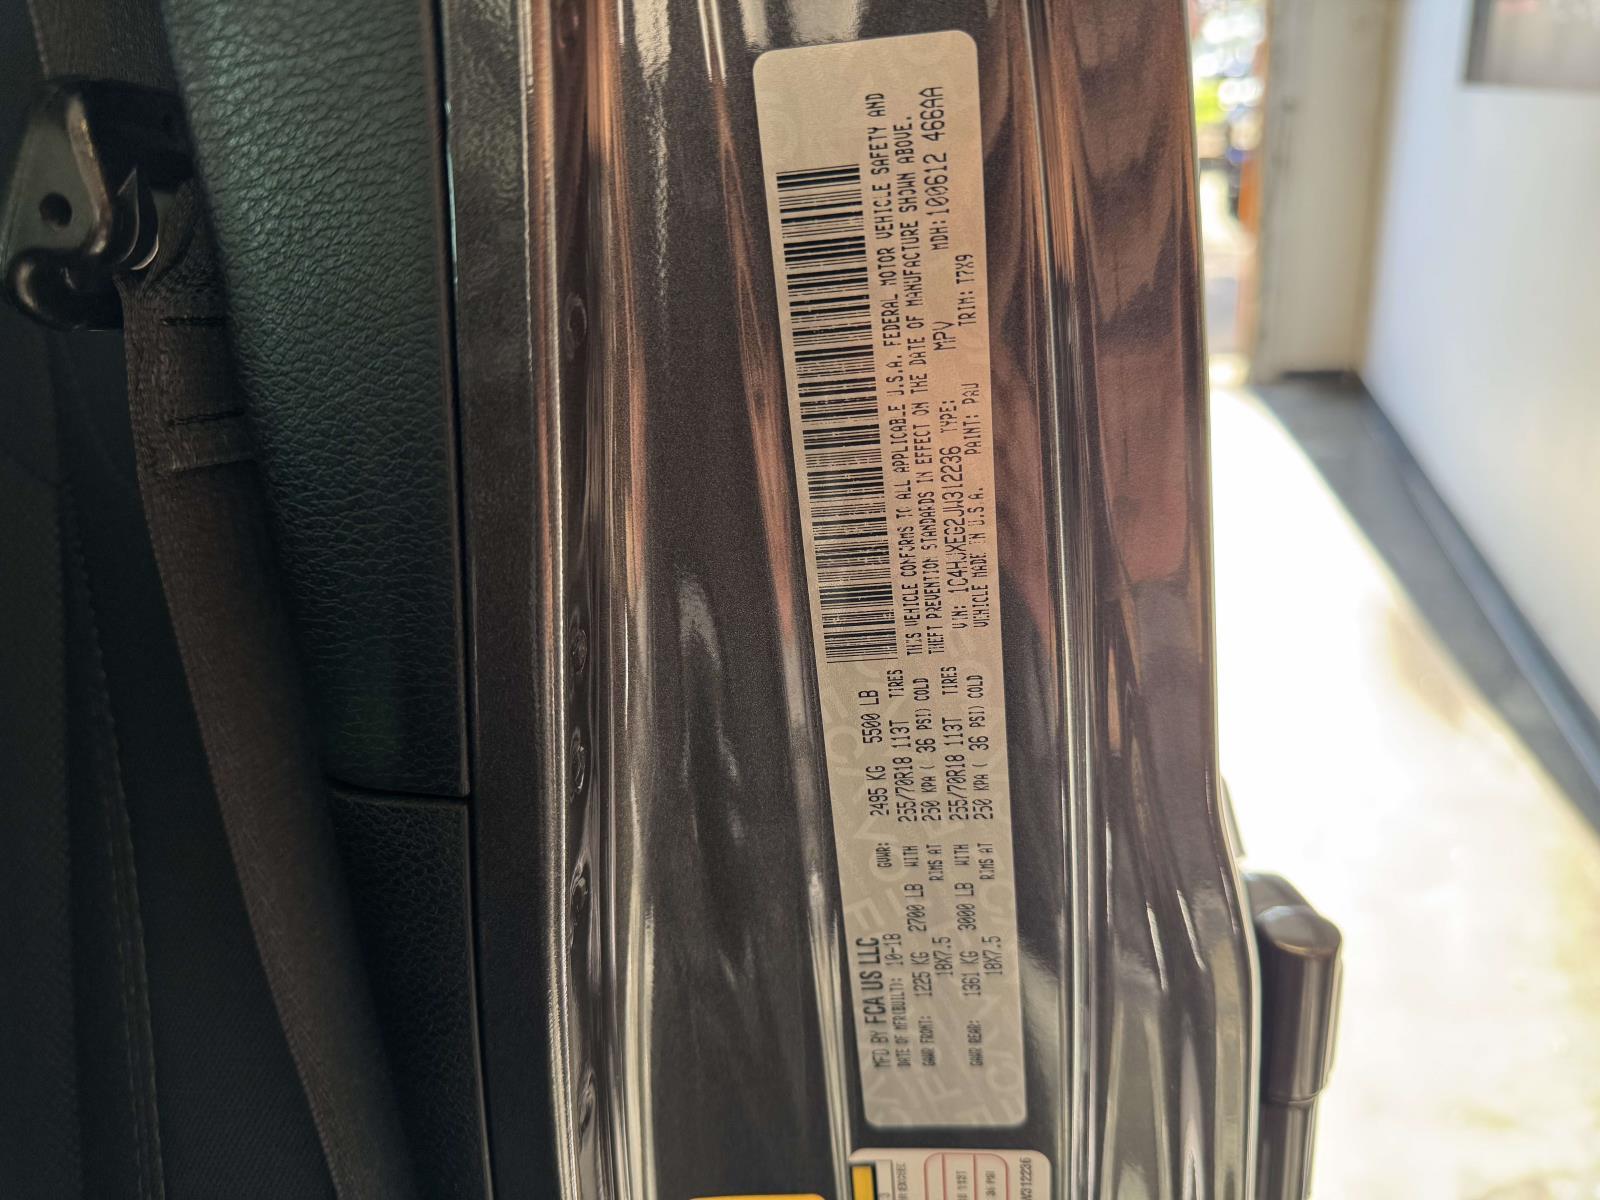 MFD BY FCA US LLC
DATE OF MFR(BUILT): 10-18 GVWR: 2495 KG 5500 LB
GAWR FRONT: 1225 KG 2700 LB WITH 255/70R18 113T TIRES
18X7.5 RIMS AT 250 KPA ( 36 PSI) COLD
GAWR REAR: 1361 KG 3000 LB WITH 255/70R18 113T TIRES
18X7.5 RIMS AT 250 KPA ( 36 PSI) COLD
THIS VEHICLE CONFORMS TO ALL APPLICABLE U.S.A. FEDERAL MOTOR VEHICLE SAFETY AND
THEFT PREVENTION STANDARDS IN EFFECT ON THE DATE OF MANUFACTURE SHOWN ABOVE.
VIN: 1C4HJXEG2JW312236 TYPE: MPV MDH:100612 466AA
VEHICLE MADE IN U.S.A. PAINT: PAU TRIM: T7X9
36 PSI
W312236